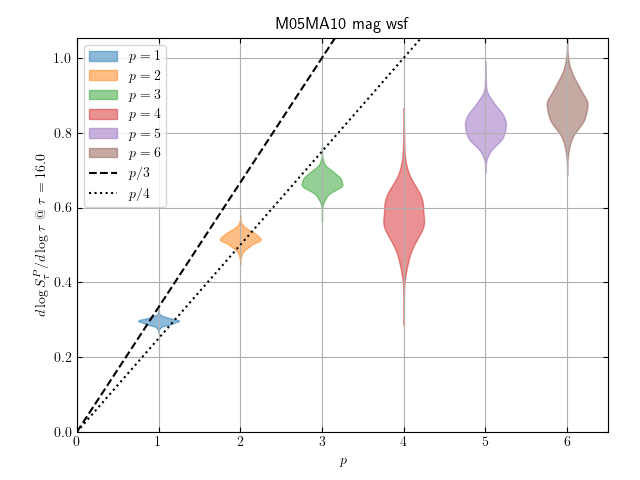 M05MA10 mag wsf
p = 1
p = 2
p = 3
p = 4
p = 5
p = 6
p/3
p/4
d log S_τ^P / d log τ @ τ = 16.0
1.0
0.8
0.6
0.4
0.2
0.0
0 1 2 3 4 5 6
p